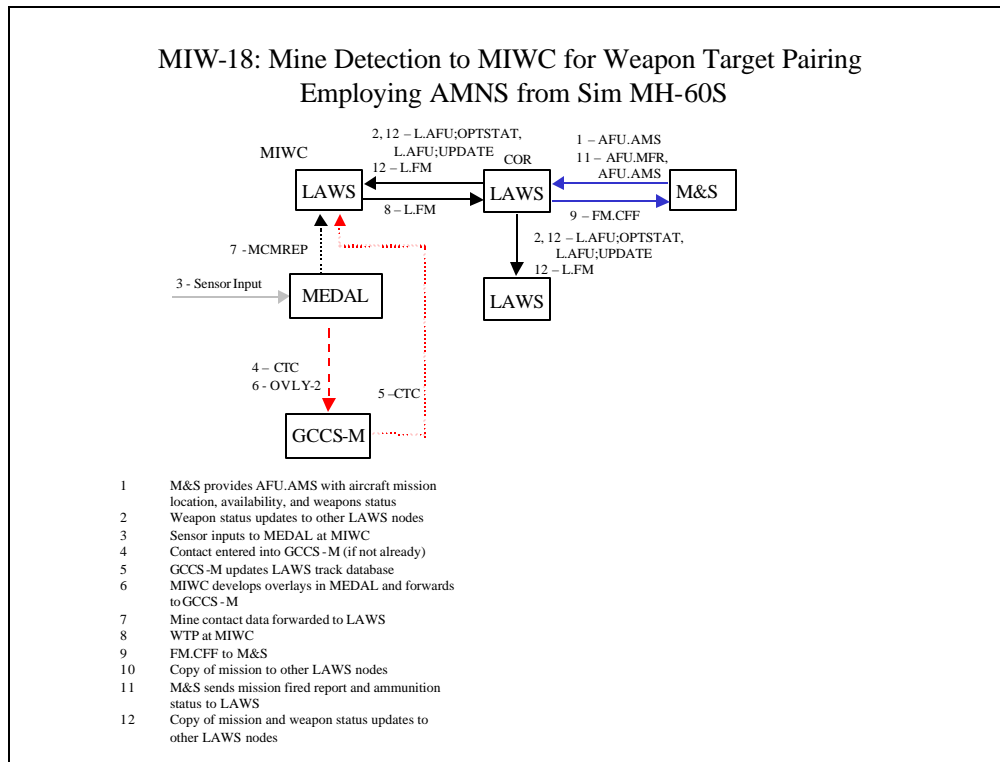 MIW-18: Mine Detection to MIWC for Weapon Target Pairing
Employing AMNS from Sim MH-60S
MIWC
2, 12 – L.AFU;OPTSTAT,
L.AFU;UPDATE
12 – L.FM
COR
1 – AFU.AMS
11 – AFU.MFR,
AFU.AMS
LAWS
LAWS
M&S
8 – L.FM
9 – FM.CFF
7 - MCMREP
2, 12 – L.AFU;OPTSTAT,
L.AFU;UPDATE
12 – L.FM
3 - Sensor Input
MEDAL
LAWS
4 – CTC
6 - OVLY-2
5 –CTC
GCCS-M
1 M&S provides AFU.AMS with aircraft mission
location, availability, and weapons status
2 Weapon status updates to other LAWS nodes
3 Sensor inputs to MEDAL at MIWC
4 Contact entered into GCCS-M (if not already)
5 GCCS-M updates LAWS track database
6 MIWC develops overlays in MEDAL and forwards
to GCCS-M
7 Mine contact data forwarded to LAWS
8 WTP at MIWC
9 FM.CFF to M&S
10 Copy of mission to other LAWS nodes
11 M&S sends mission fired report and ammunition
status to LAWS
12 Copy of mission and weapon status updates to
other LAWS nodes